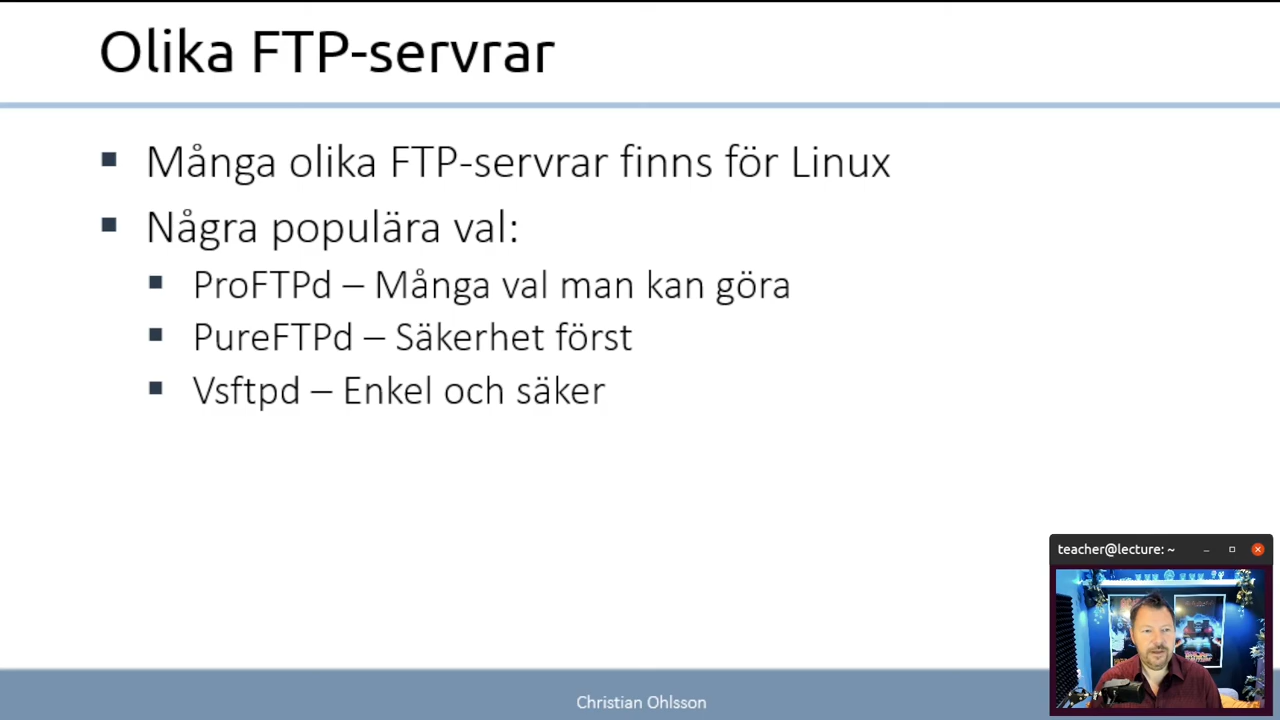 Olika FTP-servrar
Många olika FTP-servrar finns för Linux
Några populära val:
ProFTPd – Många val man kan göra
PureFTPd – Säkerhet först
Vsftpd – Enkel och säker
teacher@lecture: ~
Christian Ohlsson